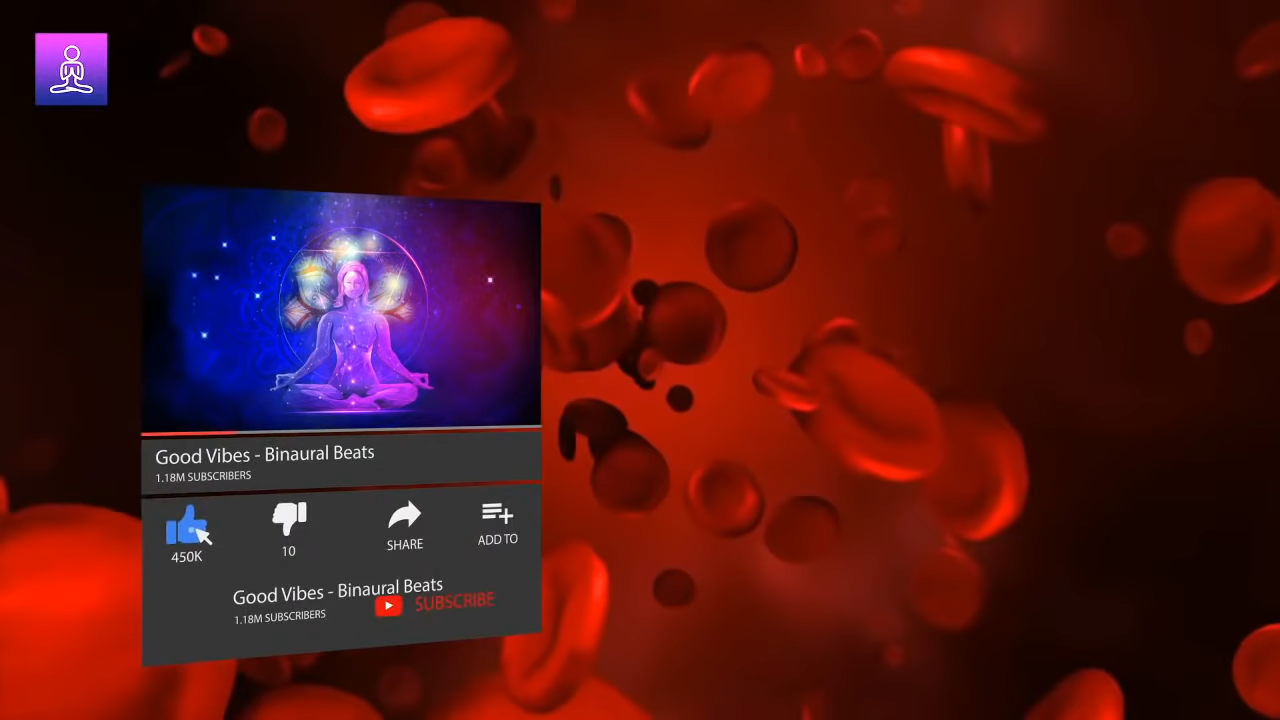 Good Vibes - Binaural Beats
1.18M SUBSCRIBERS
450K
10
SHARE
ADD TO
Good Vibes - Binaural Beats
1.18M SUBSCRIBERS
SUBSCRIBE